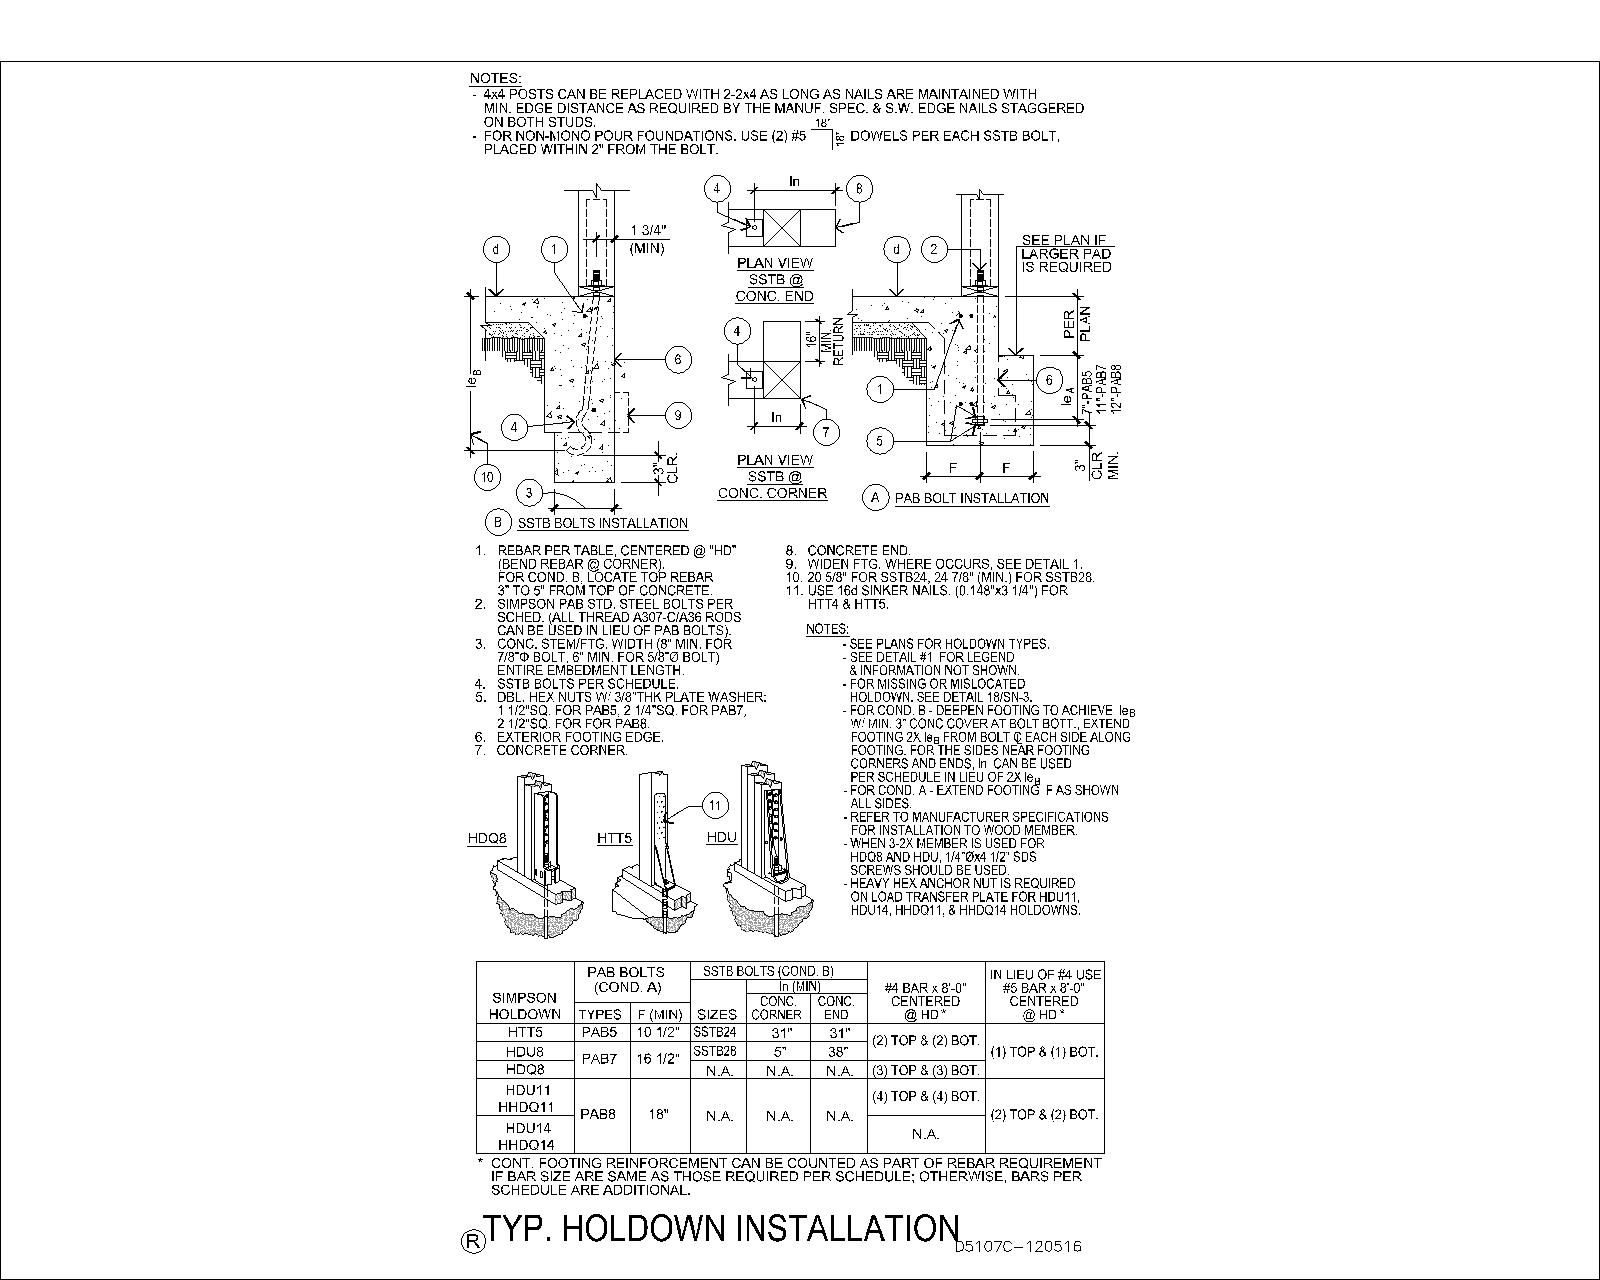 NOTES:
- 4x4 POSTS CAN BE REPLACED WITH 2-2x4 AS LONG AS NAILS ARE MAINTAINED WITH
MIN. EDGE DISTANCE AS REQUIRED BY THE MANUF. SPEC. & S.W. EDGE NAILS STAGGERED
ON BOTH STUDS.
- FOR NON-MONO POUR FOUNDATIONS. USE (2) #5 18" 18" DOWELS PER EACH SSTB BOLT,
PLACED WITHIN 2" FROM THE BOLT.
d
1
1 3/4"
(MIN)
leB
6
9
4
10
3
3"
CLR.
B SSTB BOLTS INSTALLATION
4
ln
8
PLAN VIEW
SSTB @
CONC. END
4
16"
MIN.
RETURN
ln
7
PLAN VIEW
SSTB @
CONC. CORNER
d
2
SEE PLAN IF
LARGER PAD
IS REQUIRED
PER
PLAN
1
6
leA
7"-PAB5
11"-PAB7
12"-PAB8
5
F
F
3"
CLR
MIN.
A PAB BOLT INSTALLATION
1. REBAR PER TABLE, CENTERED @ "HD"
(BEND REBAR @ CORNER).
FOR COND. B, LOCATE TOP REBAR
3" TO 5" FROM TOP OF CONCRETE.
2. SIMPSON PAB STD. STEEL BOLTS PER
SCHED. (ALL THREAD A307-C/A36 RODS
CAN BE USED IN LIEU OF PAB BOLTS).
3. CONC. STEM/FTG. WIDTH (8" MIN. FOR
7/8"Φ BOLT, 6" MIN. FOR 5/8"Ø BOLT)
ENTIRE EMBEDMENT LENGTH.
4. SSTB BOLTS PER SCHEDULE.
5. DBL. HEX NUTS W/ 3/8"THK PLATE WASHER:
1 1/2"SQ. FOR PAB5, 2 1/4"SQ. FOR PAB7,
2 1/2"SQ. FOR FOR PAB8.
6. EXTERIOR FOOTING EDGE.
7. CONCRETE CORNER.
8. CONCRETE END.
9. WIDEN FTG. WHERE OCCURS, SEE DETAIL 1.
10. 20 5/8" FOR SSTB24, 24 7/8" (MIN.) FOR SSTB28.
11. USE 16d SINKER NAILS. (0.148"x3 1/4") FOR
HTT4 & HTT5.
NOTES:
- SEE PLANS FOR HOLDOWN TYPES.
- SEE DETAIL #1 FOR LEGEND
& INFORMATION NOT SHOWN.
- FOR MISSING OR MISLOCATED
HOLDOWN. SEE DETAIL 18/SN-3.
- FOR COND. B - DEEPEN FOOTING TO ACHIEVE leB
W/ MIN. 3" CONC COVER AT BOLT BOTT., EXTEND
FOOTING 2X leB FROM BOLT ℄ EACH SIDE ALONG
FOOTING. FOR THE SIDES NEAR FOOTING
CORNERS AND ENDS, ln CAN BE USED
PER SCHEDULE IN LIEU OF 2X leB
- FOR COND. A - EXTEND FOOTING F AS SHOWN
ALL SIDES.
- REFER TO MANUFACTURER SPECIFICATIONS
FOR INSTALLATION TO WOOD MEMBER.
- WHEN 3-2X MEMBER IS USED FOR
HDQ8 AND HDU, 1/4"Øx4 1/2" SDS
SCREWS SHOULD BE USED.
- HEAVY HEX ANCHOR NUT IS REQUIRED
ON LOAD TRANSFER PLATE FOR HDU11,
HDU14, HHDQ11, & HHDQ14 HOLDOWNS.
HDQ8
HTT5
11
HDU
SIMPSON
HOLDOWN
PAB BOLTS
(COND. A)
TYPES F (MIN)
SSTB BOLTS (COND. B)
SIZES
ln (MIN)
CONC.
CORNER
CONC.
END
#4 BAR x 8'-0"
CENTERED
@ HD *
IN LIEU OF #4 USE
#5 BAR x 8'-0"
CENTERED
@ HD *
HTT5 PAB5 10 1/2" SSTB24 31" 31"
(2) TOP & (2) BOT.
HDU8 PAB7 16 1/2" SSTB28 5" 38"
(1) TOP & (1) BOT.
HDQ8 N.A. N.A. N.A. (3) TOP & (3) BOT.
HDU11
HHDQ11
(4) TOP & (4) BOT.
PAB8 18" N.A. N.A. N.A. (2) TOP & (2) BOT.
HDU14
HHDQ14
N.A.
* CONT. FOOTING REINFORCEMENT CAN BE COUNTED AS PART OF REBAR REQUIREMENT
IF BAR SIZE ARE SAME AS THOSE REQUIRED PER SCHEDULE; OTHERWISE, BARS PER
SCHEDULE ARE ADDITIONAL.
R TYP. HOLDOWN INSTALLATION
D5107C-120516